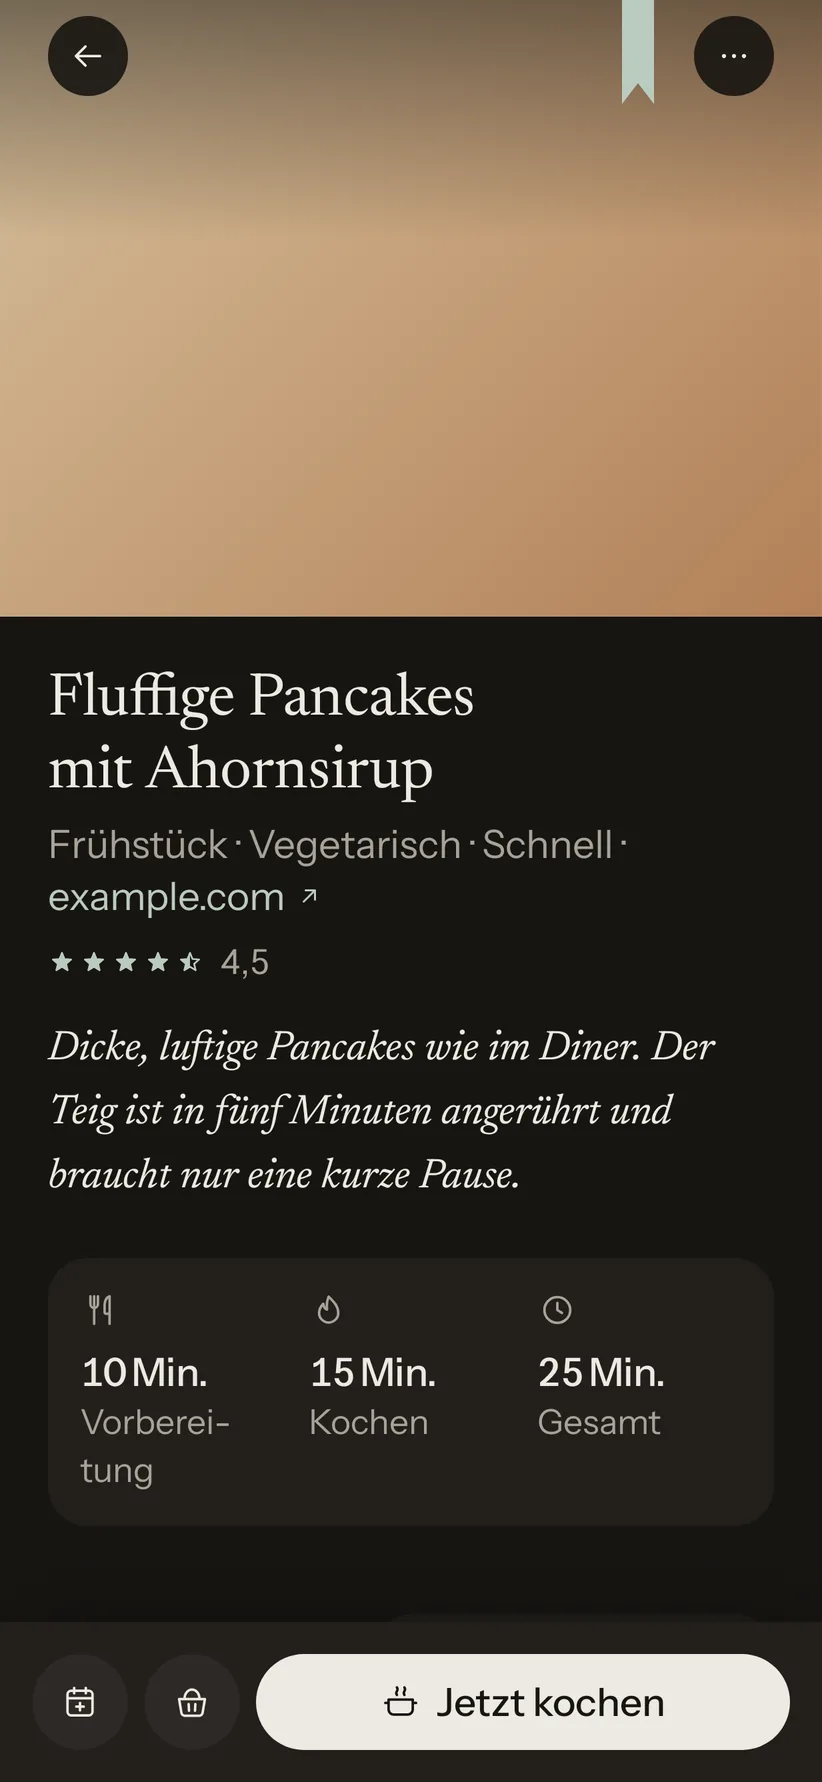 Fluffige Pancakes
mit Ahornsirup
Frühstück · Vegetarisch · Schnell ·
example.com ↗
4,5
Dicke, luftige Pancakes wie im Diner. Der
Teig ist in fünf Minuten angerührt und
braucht nur eine kurze Pause.
10 Min.
Vorberei-
tung
15 Min.
Kochen
25 Min.
Gesamt
Jetzt kochen